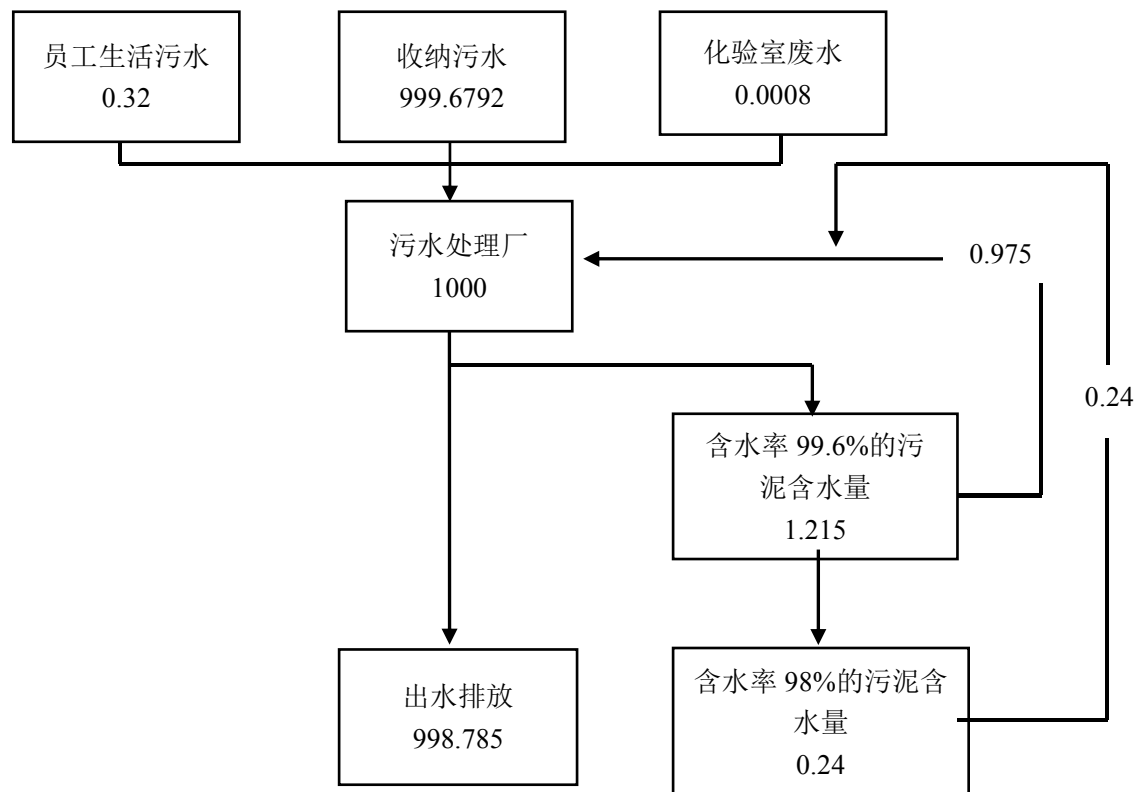 员工生活污水
0.32
收纳污水
999.6792
化验室废水
0.0008
污水处理厂
1000
0.975
0.24
含水率 99.6%的污
泥含水量
1.215
出水排放
998.785
含水率 98%的污泥含
水量
0.24